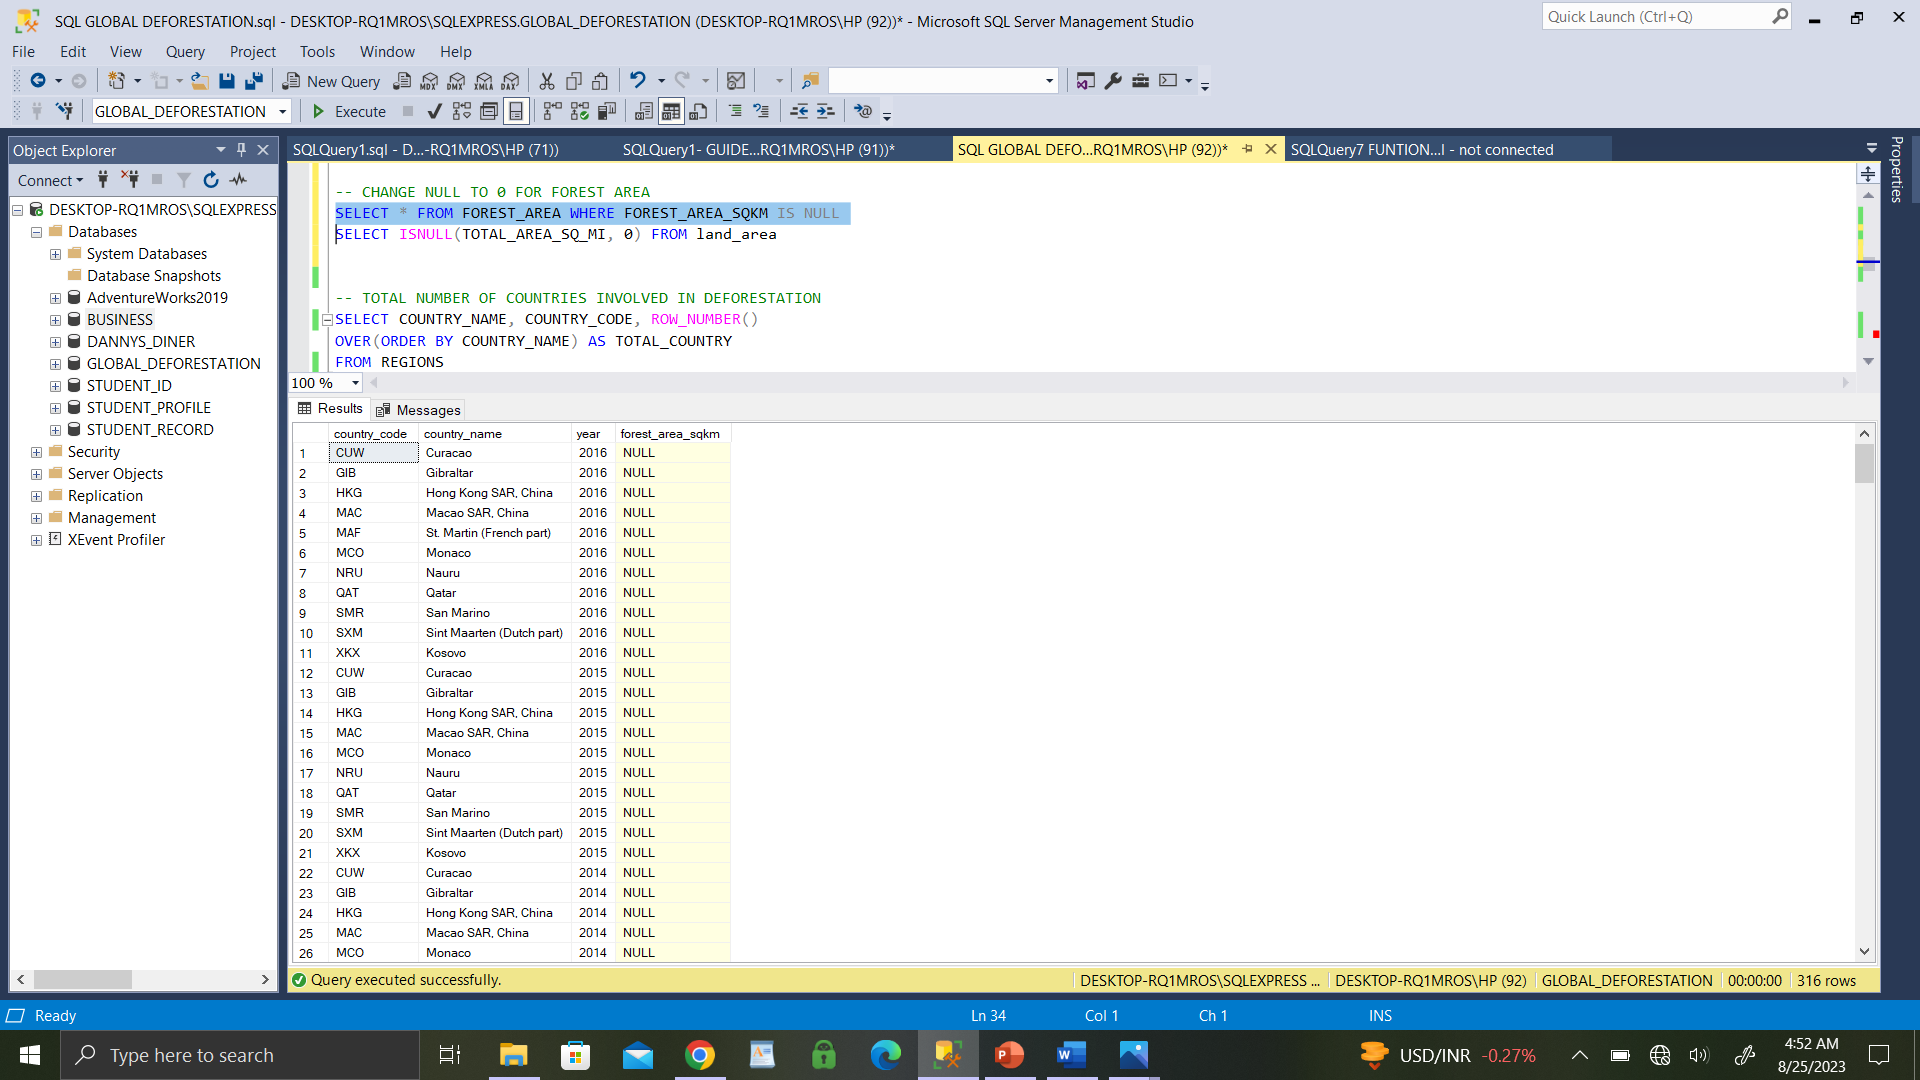 SQL GLOBAL DEFORESTATION.sql - DESKTOP-RQ1MROS\SQLEXPRESS.GLOBAL_DEFORESTATION (DESKTOP-RQ1MROS\HP (92))* - Microsoft SQL Server Management Studio
Quick Launch (Ctrl+Q)
File Edit View Query Project Tools Window Help
New Query
MDX DMX XMLA DAX
GLOBAL_DEFORESTATION
Execute
Object Explorer
SQLQuery1.sql - D...-RQ1MROS\HP (71))
SQLQuery1- GUIDE...RQ1MROS\HP (91))*
SQL GLOBAL DEFO...RQ1MROS\HP (92))*
SQLQuery7 FUNTION...l - not connected
Properties
Connect
DESKTOP-RQ1MROS\SQLEXPRESS
Databases
System Databases
Database Snapshots
AdventureWorks2019
BUSINESS
DANNYS_DINER
GLOBAL_DEFORESTATION
STUDENT_ID
STUDENT_PROFILE
STUDENT_RECORD
Security
Server Objects
Replication
Management
XEvent Profiler
-- CHANGE NULL TO 0 FOR FOREST AREA
SELECT * FROM FOREST_AREA WHERE FOREST_AREA_SQKM IS NULL
SELECT ISNULL(TOTAL_AREA_SQ_MI, 0) FROM land_area
-- TOTAL NUMBER OF COUNTRIES INVOLVED IN DEFORESTATION
SELECT COUNTRY_NAME, COUNTRY_CODE, ROW_NUMBER()
OVER(ORDER BY COUNTRY_NAME) AS TOTAL_COUNTRY
FROM REGIONS
100 %
Results Messages
country_code country_name year forest_area_sqkm
1 CUW Curacao 2016 NULL
2 GIB Gibraltar 2016 NULL
3 HKG Hong Kong SAR, China 2016 NULL
4 MAC Macao SAR, China 2016 NULL
5 MAF St. Martin (French part) 2016 NULL
6 MCO Monaco 2016 NULL
7 NRU Nauru 2016 NULL
8 QAT Qatar 2016 NULL
9 SMR San Marino 2016 NULL
10 SXM Sint Maarten (Dutch part) 2016 NULL
11 XKX Kosovo 2016 NULL
12 CUW Curacao 2015 NULL
13 GIB Gibraltar 2015 NULL
14 HKG Hong Kong SAR, China 2015 NULL
15 MAC Macao SAR, China 2015 NULL
16 MCO Monaco 2015 NULL
17 NRU Nauru 2015 NULL
18 QAT Qatar 2015 NULL
19 SMR San Marino 2015 NULL
20 SXM Sint Maarten (Dutch part) 2015 NULL
21 XKX Kosovo 2015 NULL
22 CUW Curacao 2014 NULL
23 GIB Gibraltar 2014 NULL
24 HKG Hong Kong SAR, China 2014 NULL
25 MAC Macao SAR, China 2014 NULL
26 MCO Monaco 2014 NULL
Query executed successfully.
DESKTOP-RQ1MROS\SQLEXPRESS ... DESKTOP-RQ1MROS\HP (92) GLOBAL_DEFORESTATION 00:00:00 316 rows
Ready
Ln 34 Col 1 Ch 1 INS
Type here to search
USD/INR -0.27%
4:52 AM
8/25/2023